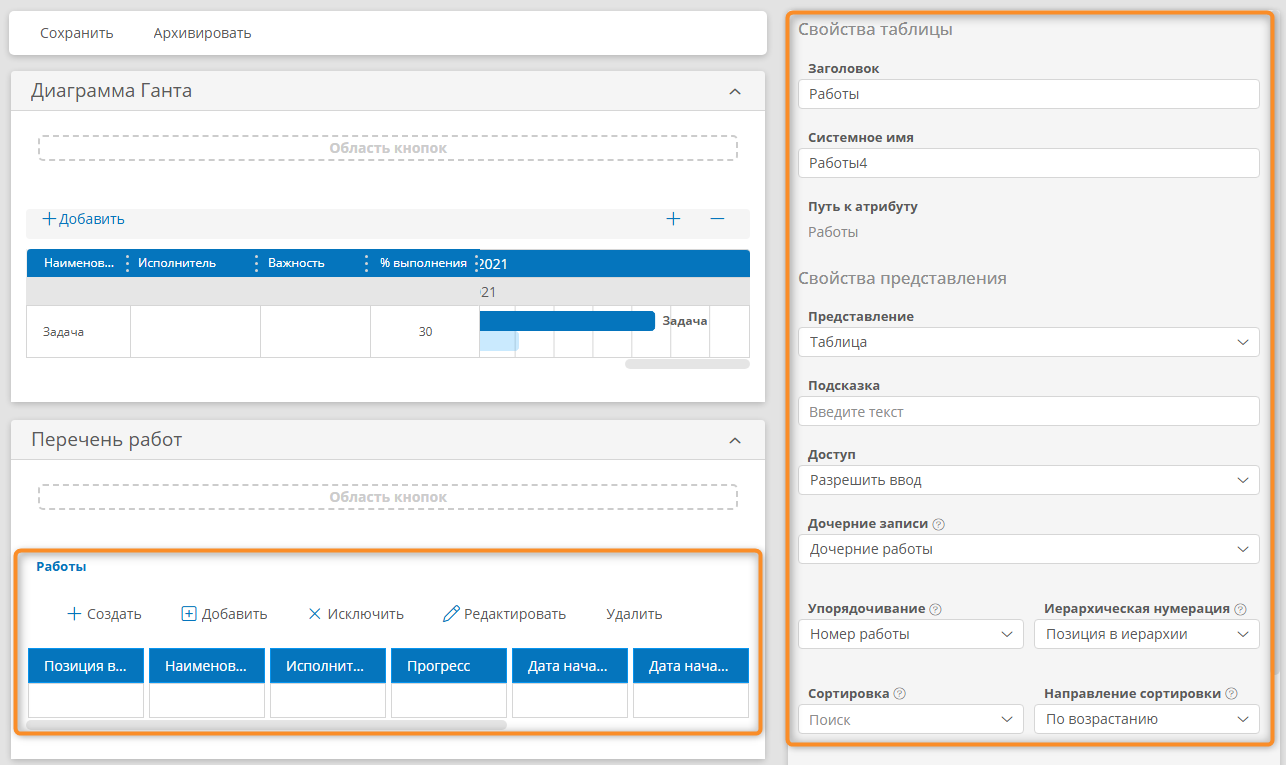 Сохранить Архивировать
Диаграмма Ганта
Область кнопок
Добавить
Наименов... Исполнитель Важность % выполнения 2021
21
Задача 30 Задача
Перечень работ
Область кнопок
Работы
Создать Добавить Исключить Редактировать Удалить
Позиция в... Наименов... Исполнит... Прогресс Дата нача... Дата нача...
Свойства таблицы
Заголовок
Работы
Системное имя
Работы4
Путь к атрибуту
Работы
Свойства представления
Представление
Таблица
Подсказка
Введите текст
Доступ
Разрешить ввод
Дочерние записи ?
Дочерние работы
Упорядочивание ? Иерархическая нумерация ?
Номер работы Позиция в иерархии
Сортировка ? Направление сортировки ?
Поиск По возрастанию